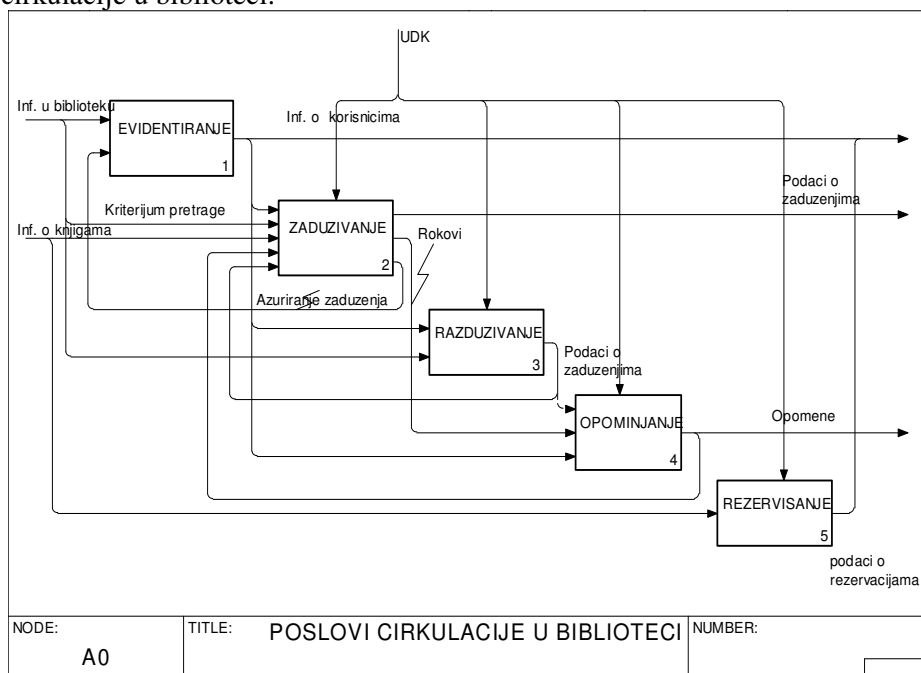 cirkulacije u biblioteci.
UDK
Inf. u biblioteku
EVIDENTIRANJE
1
Inf. o korisnicima
Podaci o
zaduzenjima
Kriterijum pretrage
Inf. o knjigama
ZADUZIVANJE
2
Rokovi
Azuriranje zaduzenja
RAZDUZIVANJE
3
Podaci o
zaduzenjima
OPOMINJANJE
4
Opomene
REZERVISANJE
5
podaci o
rezervacijama
NODE:
A0
TITLE:
POSLOVI CIRKULACIJE U BIBLIOTECI
NUMBER: